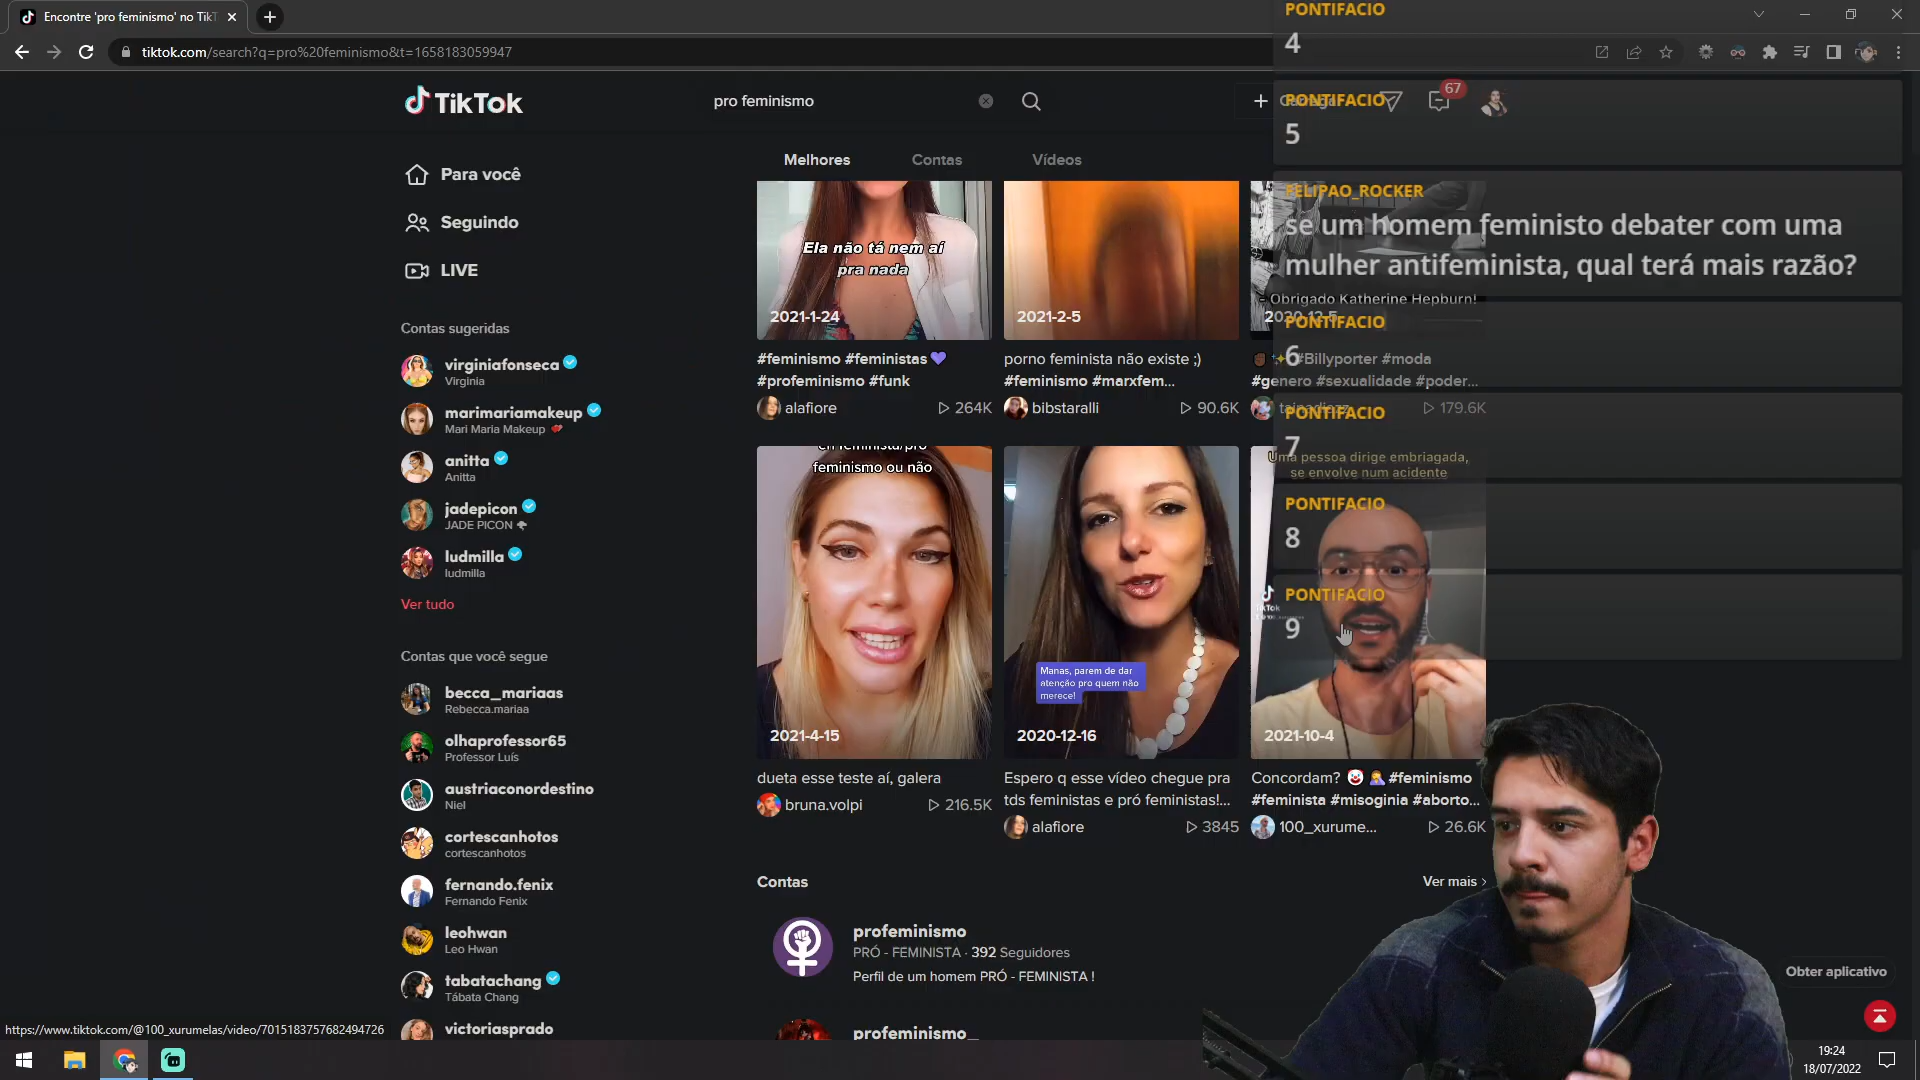 Encontre 'pro feminismo' no TikT
tiktok.com/search?q=pro%20feminismo&t=1658183059947
TikTok
pro feminismo
67
Para você
Seguindo
LIVE
Contas sugeridas
virginiafonseca
Virginia
marimariamakeup
Mari Maria Makeup
anitta
Anitta
jadepicon
JADE PICON
ludmilla
ludmilla
Ver tudo
Contas que você segue
becca_mariaas
Rebecca.mariaa
olhaprofessor65
Professor Luís
austriaconordestino
Niel
cortescanhotos
cortescanhotos
fernando.fenix
Fernando Fenix
leohwan
Leo Hwan
tabatachang
Tábata Chang
victoriasprado
Melhores
Contas
Vídeos
Ela não tá nem aí
pra nada
2021-1-24
#feminismo #feministas💜
#profeminismo #funk
alafiore
264K
2021-2-5
porno feminista não existe ;)
#feminismo #marxfem...
bibstaralli
90.6K
- Obrigado Katherine Hepburn!
2020-12-5
#Billyporter #moda
#genero #sexualidade #poder...
179.6K
feminismo ou não
2021-4-15
dueta esse teste aí, galera
bruna.volpi
216.5K
Manas, parem de dar
atenção pro quem não
merece!
2020-12-16
Espero q esse vídeo chegue pra
tds feministas e pró feministas!...
alafiore
3845
Uma pessoa dirige embriagada,
se envolve num acidente
TikTok
2021-10-4
Concordam? 🤡 🤦‍♀️ #feminismo
#feminista #misoginia #aborto...
100_xurume...
26.6K
Contas
Ver mais >
profeminismo
PRÓ - FEMINISTA · 392 Seguidores
Perfil de um homem PRÓ - FEMINISTA !
profeminismo_
PONTIFACIO
4
PONTIFACIO
5
FELIPAO_ROCKER
se um homem feministo debater com uma
mulher antifeminista, qual terá mais razão?
PONTIFACIO
6
PONTIFACIO
7
PONTIFACIO
8
PONTIFACIO
9
Obter aplicativo
https://www.tiktok.com/@100_xurumelas/video/7015183757682494726
19:24
18/07/2022